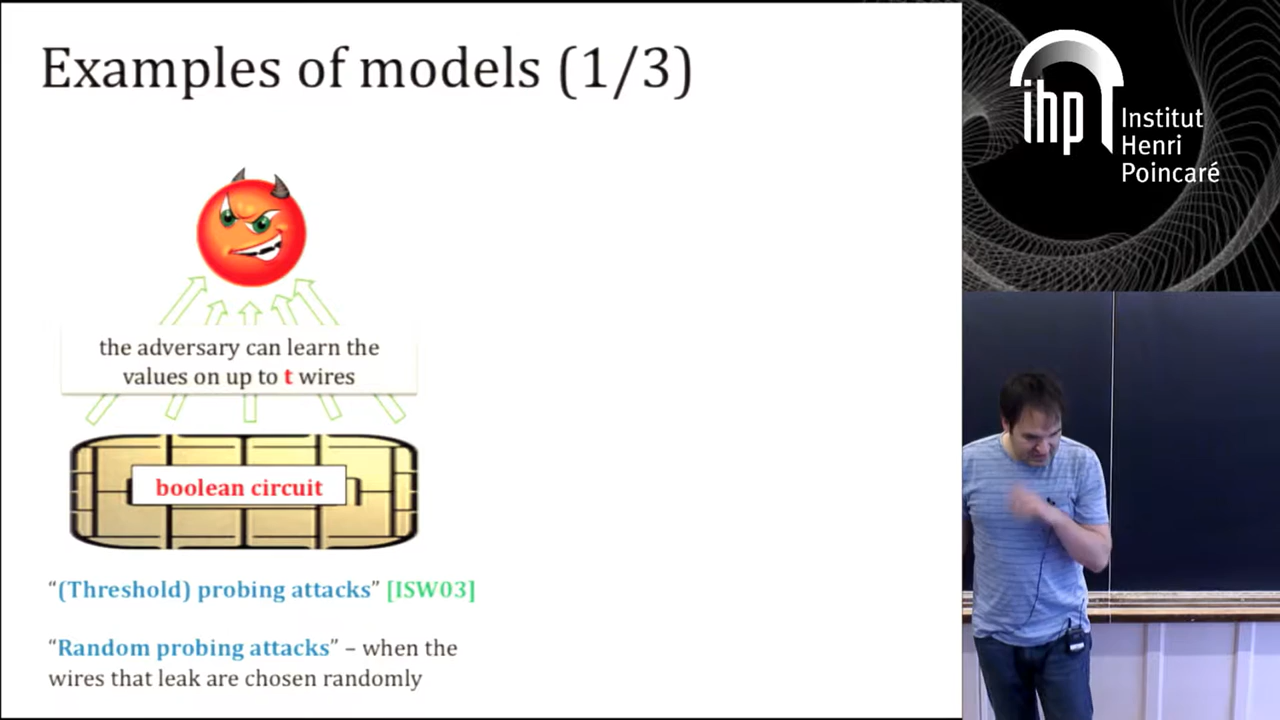 Examples of models (1/3)
the adversary can learn the
values on up to t wires
boolean circuit
“(Threshold) probing attacks” [ISW03]
“Random probing attacks” – when the
wires that leak are chosen randomly
ihp
Institut
Henri
Poincaré